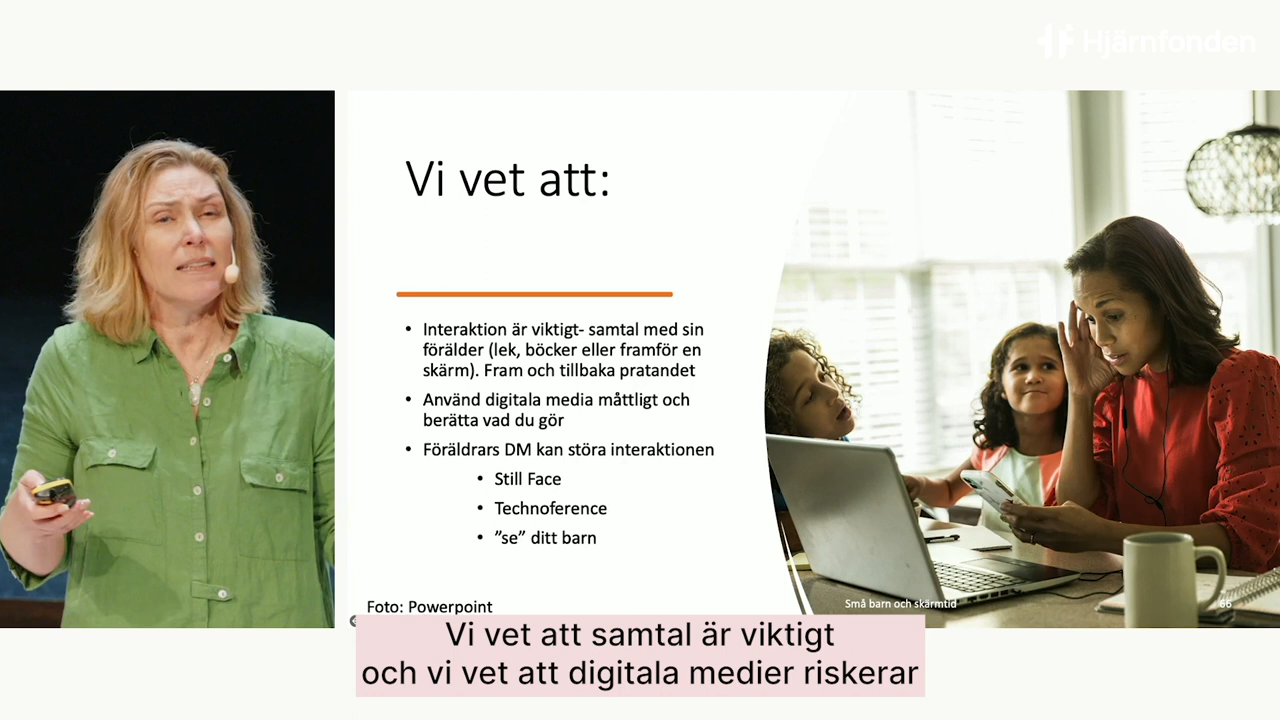 Hjärnfonden
Vi vet att:
• Interaktion är viktigt- samtal med sin
förälder (lek, böcker eller framför en
skärm). Fram och tillbaka pratandet
• Använd digitala media måttligt och
berätta vad du gör
• Föräldrars DM kan störa interaktionen
• Still Face
• Technoference
• ”se” ditt barn
Foto: Powerpoint
Små barn och skärmtid
66
Vi vet att samtal är viktigt
och vi vet att digitala medier riskerar